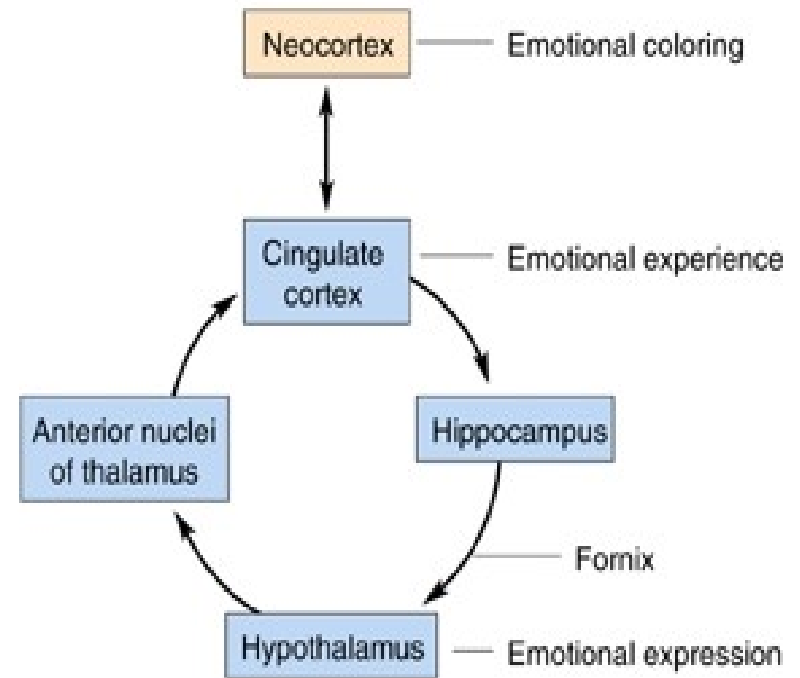 Neocortex
Emotional coloring
Cingulate
cortex
Emotional experience
Anterior nuclei
of thalamus
Hippocampus
Fornix
Hypothalamus
Emotional expression